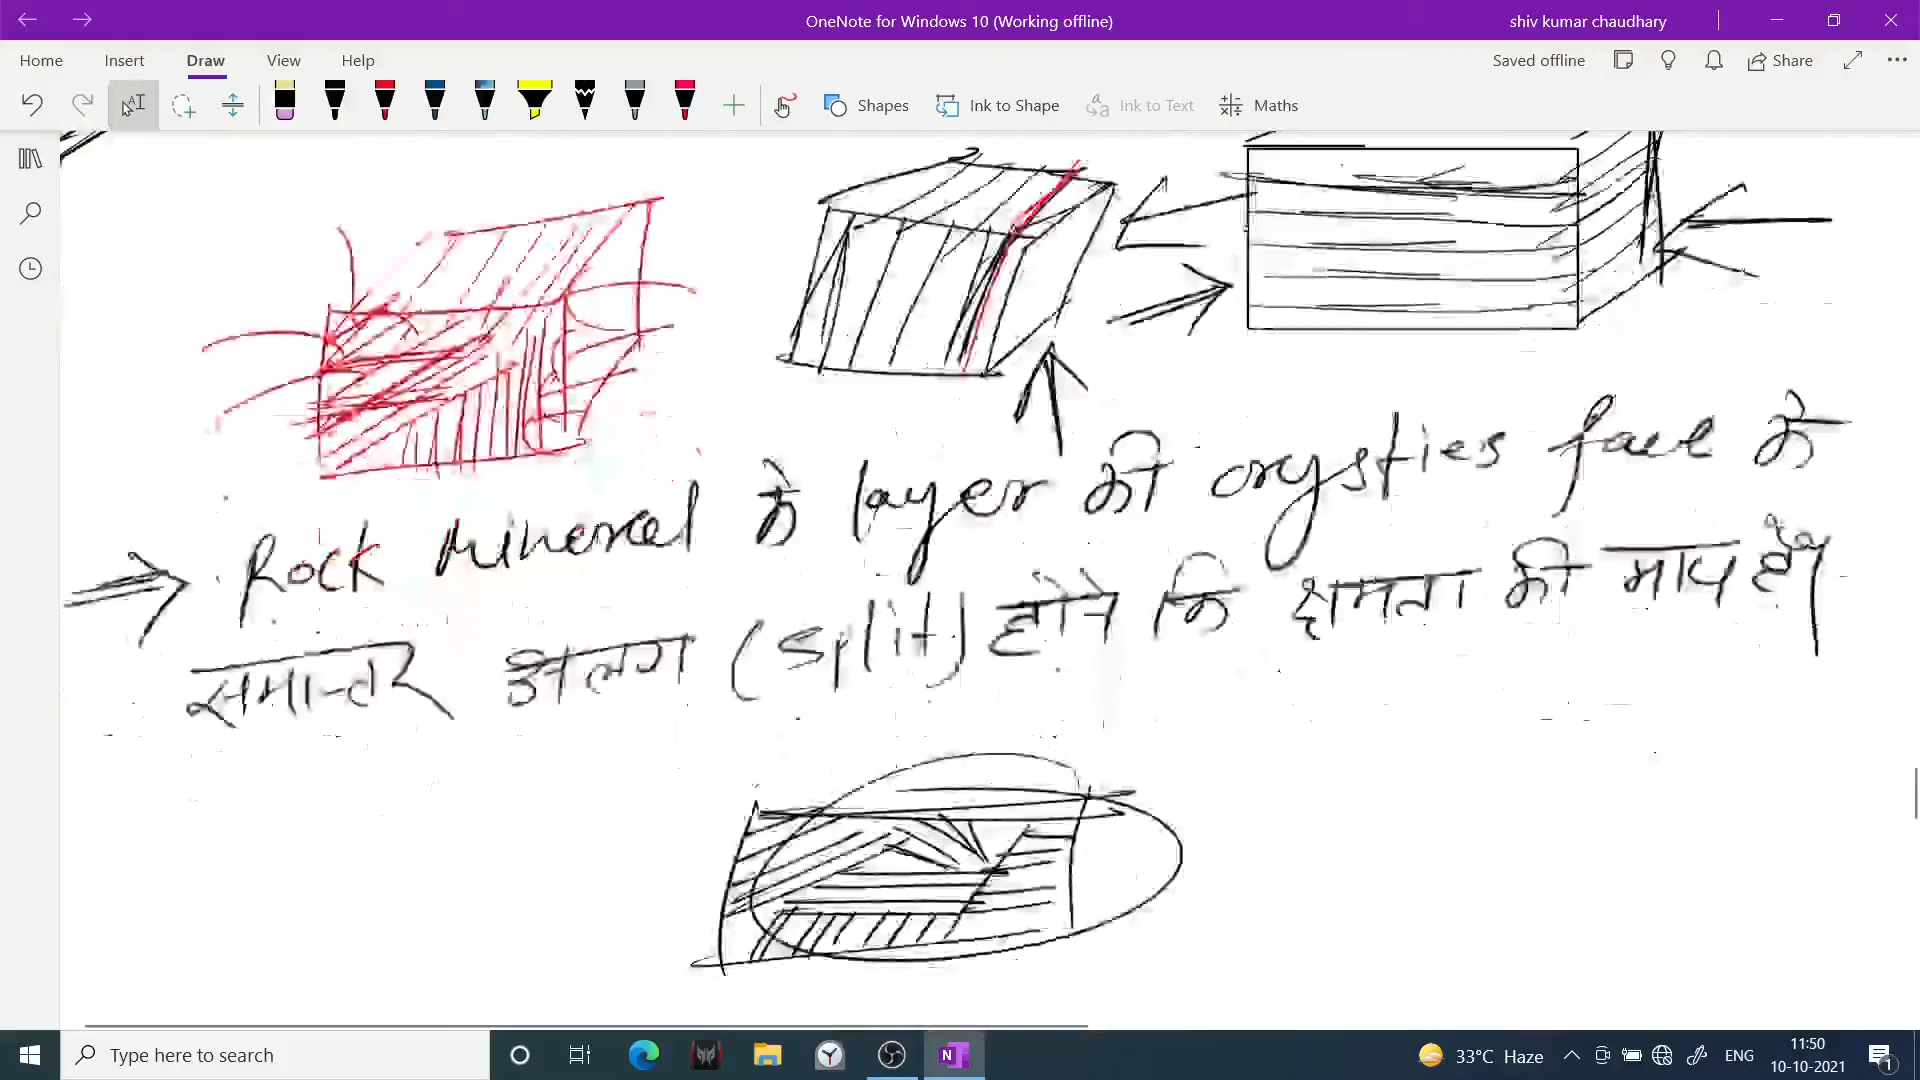 OneNote for Windows 10 (Working offline)
shiv kumar chaudhary
Home Insert Draw View Help
Saved offline
Share
Shapes
Ink to Shape
Ink to Text
Maths
Rock Mineral के layer की crysties face के
समान्तर अलग (split) होने कि क्षमता की माप है।
Type here to search
33°C Haze
ENG
11:50
10-10-2021
1